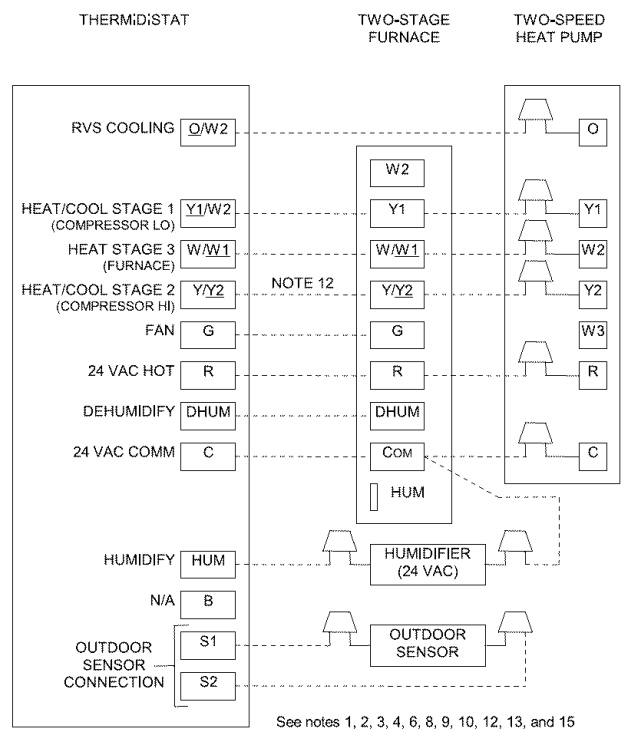 THERMIDISTAT
TWO-STAGE FURNACE
TWO-SPEED HEAT PUMP
RVS COOLING O/W2 O
W2
HEAT/COOL STAGE 1 Y1/W2 Y1 Y1
(COMPRESSOR LO)
HEAT STAGE 3 W/W1 W/W1 W2
(FURNACE)
NOTE 12
HEAT/COOL STAGE 2 Y/Y2 Y/Y2 Y2
(COMPRESSOR HI)
FAN G G W3
24 VAC HOT R R R
DEHUMIDIFY DHUM DHUM
24 VAC COMM C COM C
HUM
HUMIDIFY HUM HUMIDIFIER
(24 VAC)
N/A B
OUTDOOR SENSOR CONNECTION
S1 OUTDOOR SENSOR
S2
See notes 1, 2, 3, 4, 6, 8, 9, 10, 12, 13, and 15